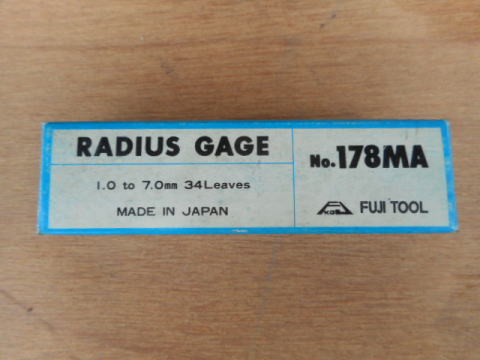 RADIUS GAGE
1.0 to 7.0mm 34Leaves
MADE IN JAPAN
No.178MA
FUJI TOOL